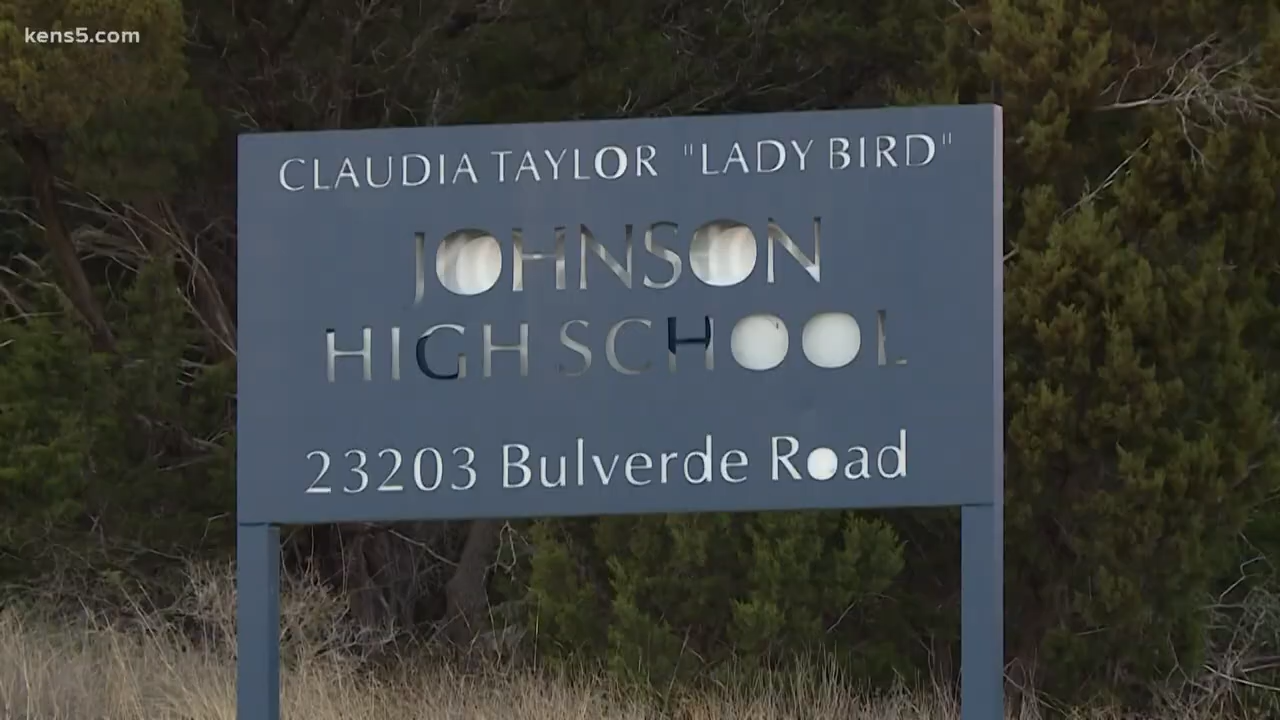 kens5.com
CLAUDIA TAYLOR "LADY BIRD"
JOHNSON
HIGH SCHOOL
23203 Bulverde Road